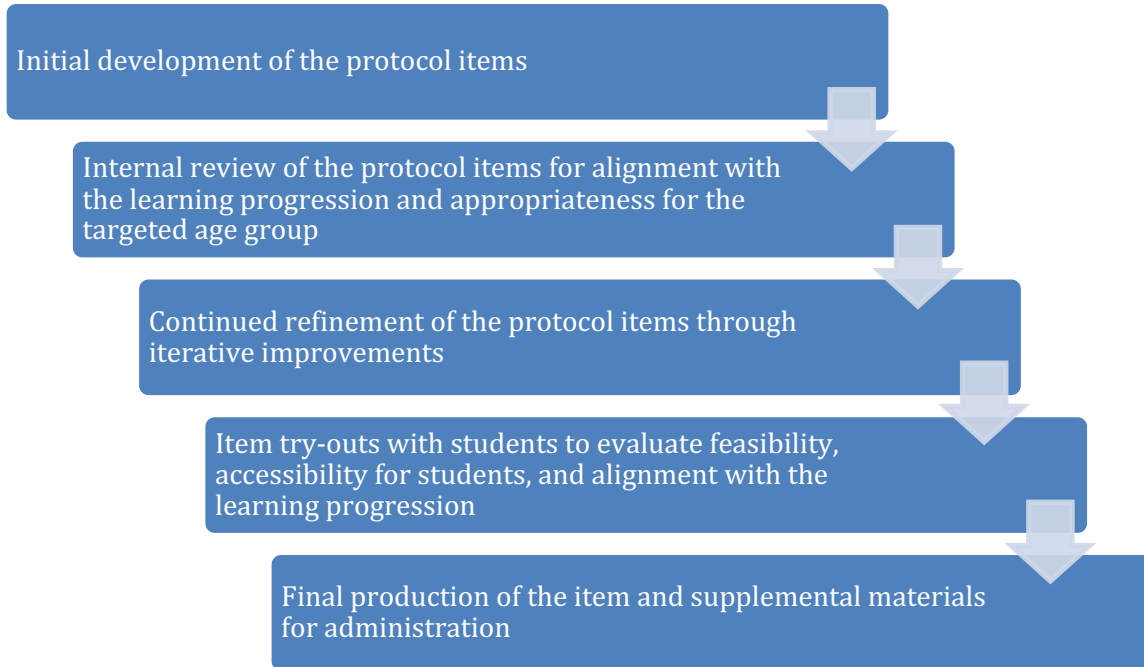 Initial development of the protocol items
Internal review of the protocol items for alignment with
the learning progression and appropriateness for the
targeted age group
Continued refinement of the protocol items through
iterative improvements
Item try-outs with students to evaluate feasibility,
accessibility for students, and alignment with the
learning progression
Final production of the item and supplemental materials
for administration